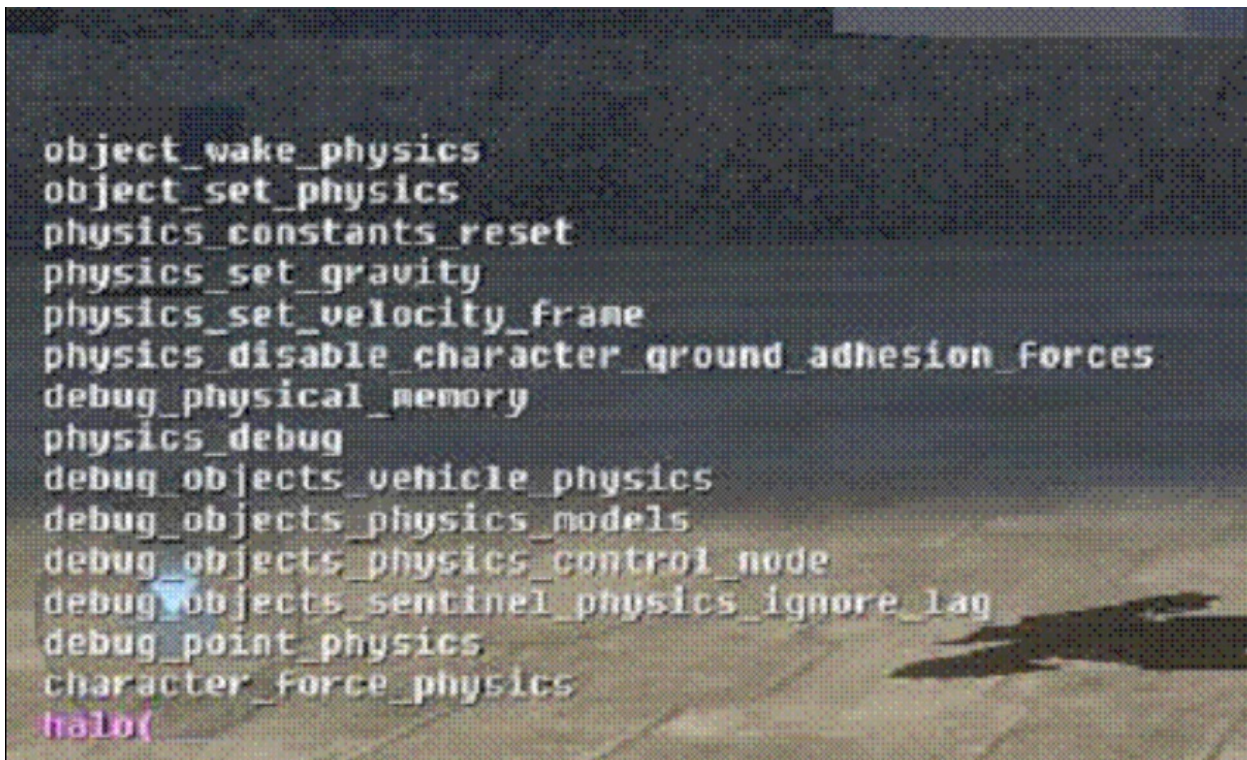 object_wake_physics
object_set_physics
physics_constants_reset
physics_set_gravity
physics_set_velocity_frame
physics_disable_character_ground_adhesion_forces
debug_physical_memory
physics_debug
debug_objects_vehicle_physics
debug_objects_physics_models
debug_objects_physics_control_node
debug_objects_sentinel_physics_ignore_lag
debug_point_physics
character_force_physics
halo(